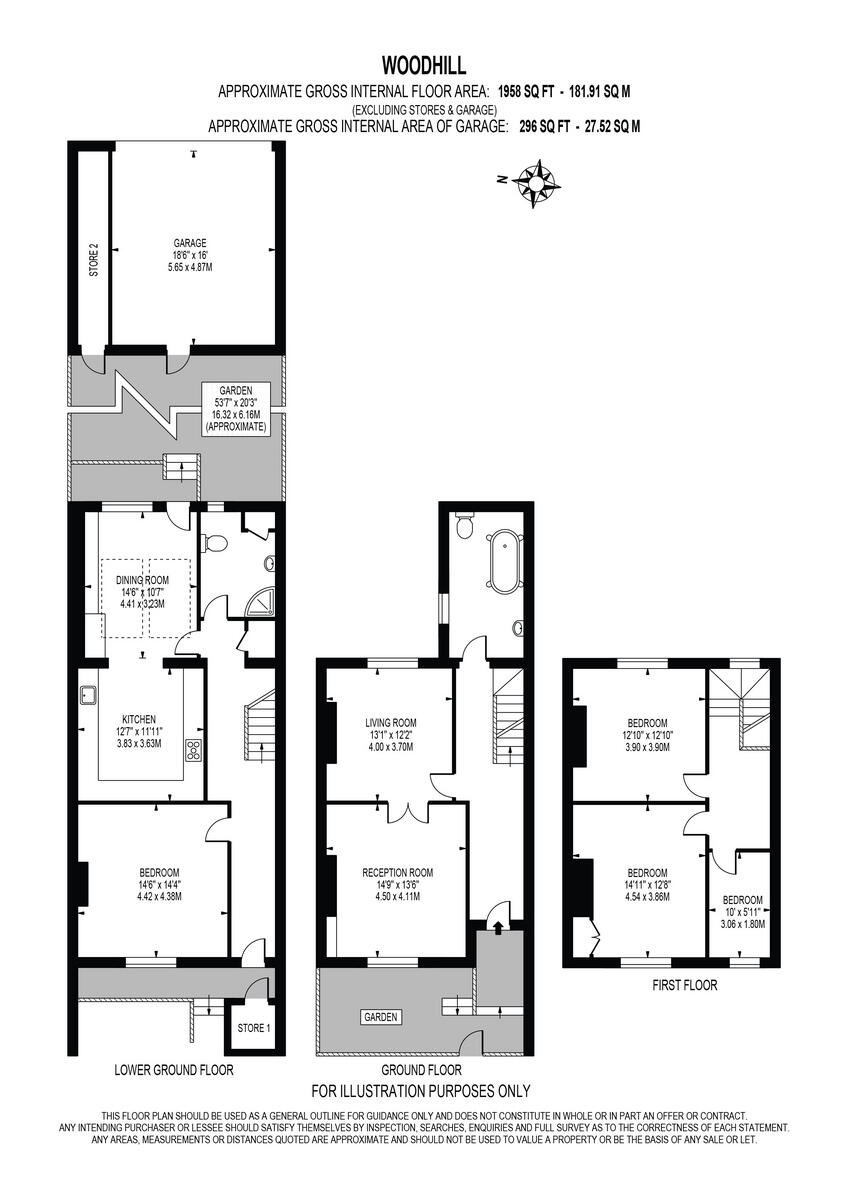 WOODHILL
APPROXIMATE GROSS INTERNAL FLOOR AREA: 1958 SQ FT - 181.91 SQ M
(EXCLUDING STORES & GARAGE)
APPROXIMATE GROSS INTERNAL AREA OF GARAGE: 296 SQ FT - 27.52 SQ M
N
STORE 2
GARAGE
18'6" x 16'
5.65 x 4.87M
GARDEN
53'7" x 20'3"
16.32 x 6.16M
(APPROXIMATE)
DINING ROOM
14'6" x 10'7"
4.41 x 3.23M
KITCHEN
12'7" x 11'11"
3.83 x 3.63M
BEDROOM
14'6" x 14'4"
4.42 x 4.38M
STORE 1
LOWER GROUND FLOOR
LIVING ROOM
13'1" x 12'2"
4.00 x 3.70M
RECEPTION ROOM
14'9" x 13'6"
4.50 x 4.11M
GARDEN
GROUND FLOOR
BEDROOM
12'10" x 12'10"
3.90 x 3.90M
BEDROOM
14'11" x 12'8"
4.54 x 3.86M
BEDROOM
10' x 5'11"
3.06 x 1.80M
FIRST FLOOR
FOR ILLUSTRATION PURPOSES ONLY
THIS FLOOR PLAN SHOULD BE USED AS A GENERAL OUTLINE FOR GUIDANCE ONLY AND DOES NOT CONSTITUTE IN WHOLE OR IN PART AN OFFER OR CONTRACT.
ANY INTENDING PURCHASER OR LESSEE SHOULD SATISFY THEMSELVES BY INSPECTION, SEARCHES, ENQUIRIES AND FULL SURVEY AS TO THE CORRECTNESS OF EACH STATEMENT.
ANY AREAS, MEASUREMENTS OR DISTANCES QUOTED ARE APPROXIMATE AND SHOULD NOT BE USED TO VALUE A PROPERTY OR BE THE BASIS OF ANY SALE OR LET.